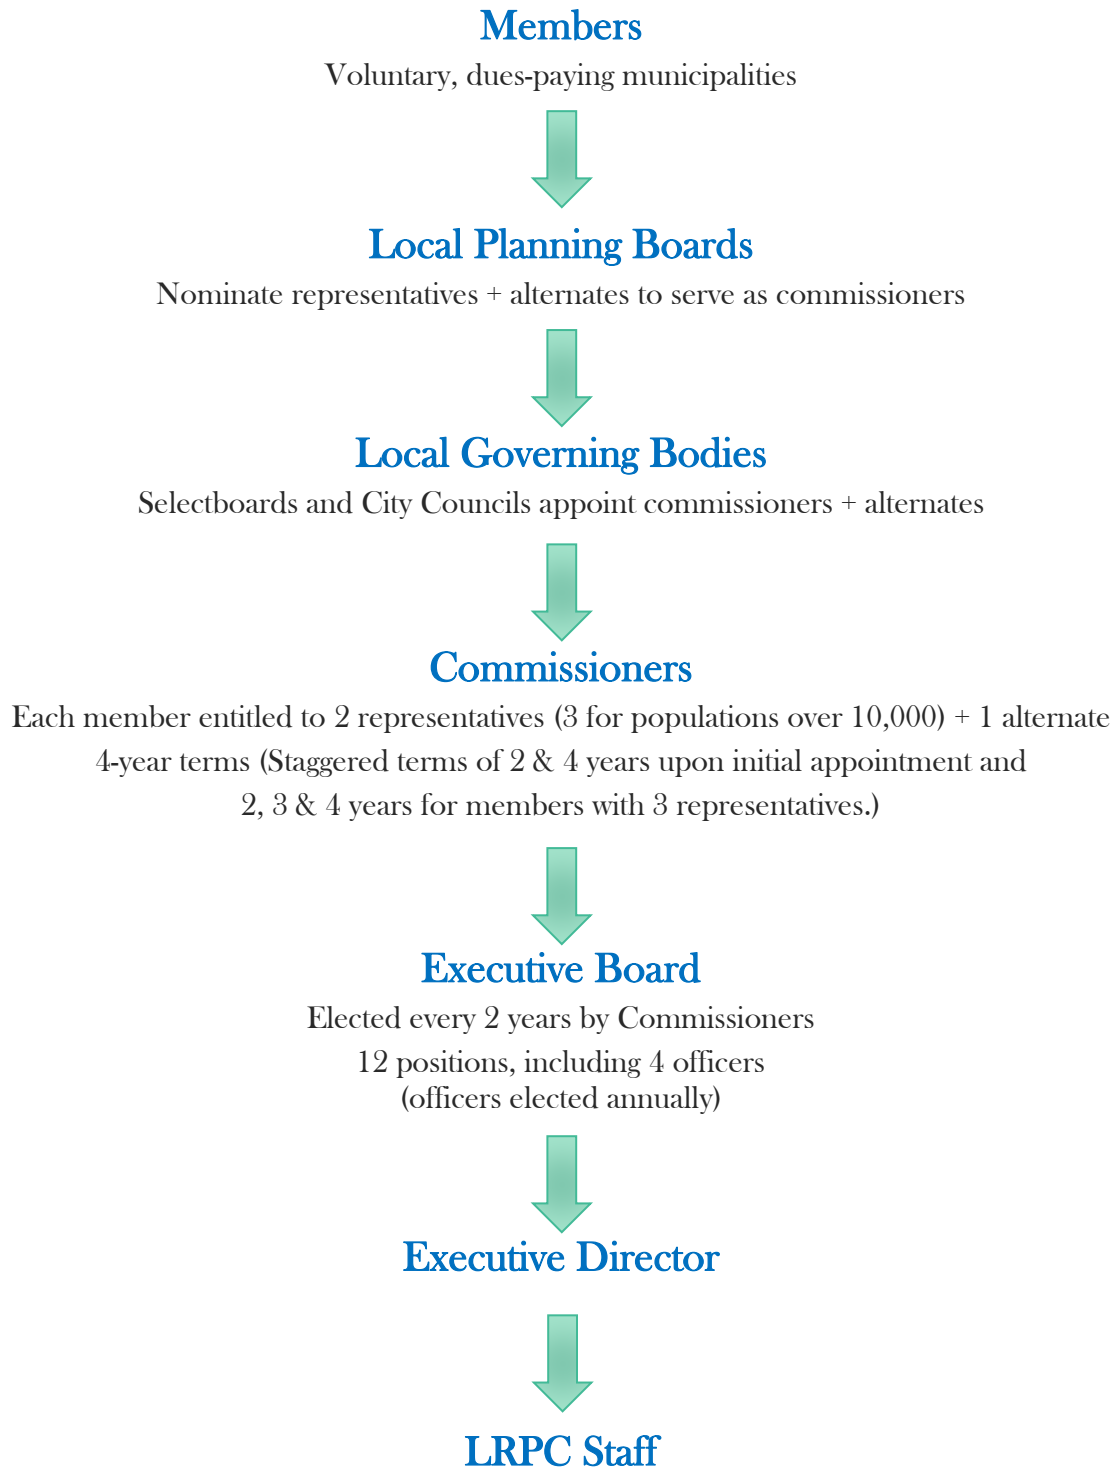 Members
Voluntary, dues-paying municipalities
Local Planning Boards
Nominate representatives + alternates to serve as commissioners
Local Governing Bodies
Selectboards and City Councils appoint commissioners + alternates
Commissioners
Each member entitled to 2 representatives (3 for populations over 10,000) + 1 alternate
4-year terms (Staggered terms of 2 & 4 years upon initial appointment and
2, 3 & 4 years for members with 3 representatives.)
Executive Board
Elected every 2 years by Commissioners
12 positions, including 4 officers
(officers elected annually)
Executive Director
LRPC Staff